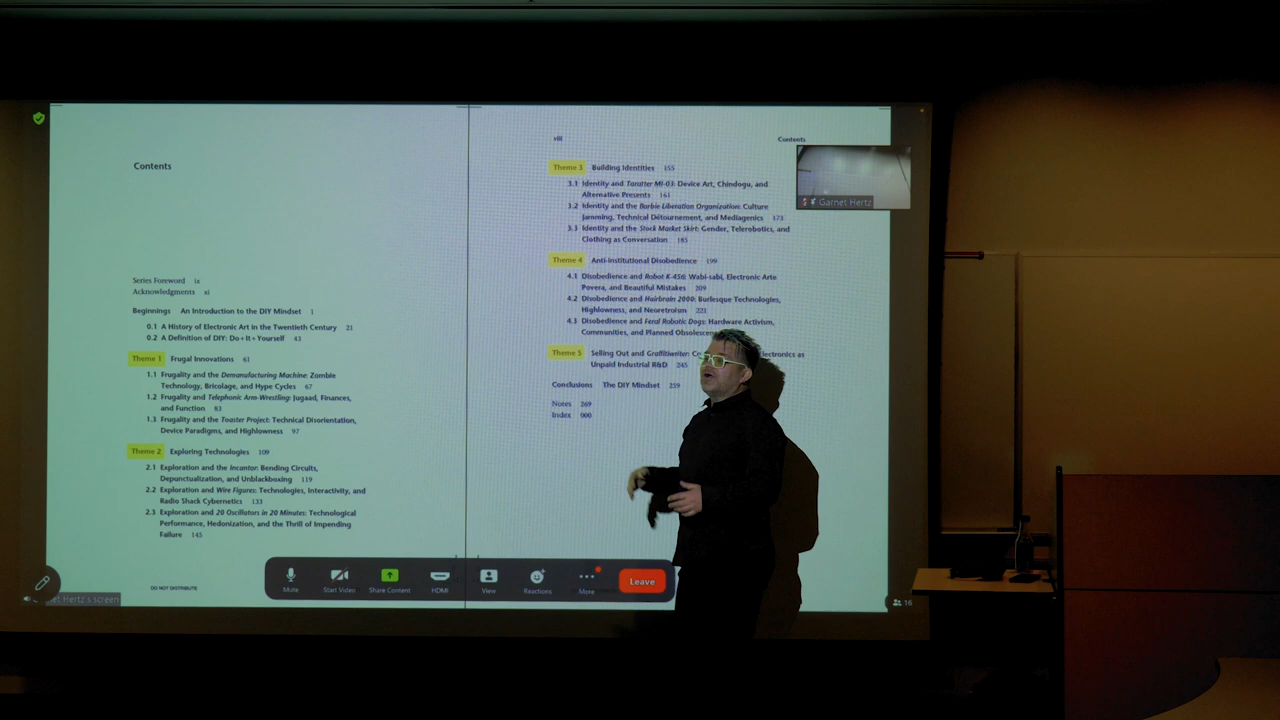 Contents
Series Foreword ix
Acknowledgments xi
Beginnings An Introduction to the DIY Mindset 1
0.1 A History of Electronic Art in the Twentieth Century 21
0.2 A Definition of DIY: Do+It+Yourself 43
Theme 1 Frugal Innovations 61
1.1 Frugality and the Demanufacturing Machine: Zombie
Technology, Bricolage, and Hype Cycles 67
1.2 Frugality and Telephonic Arm-Wrestling: Jugaad, Finances,
and Function 83
1.3 Frugality and the Toaster Project: Technical Disorientation,
Device Paradigms, and Highlowness 97
Theme 2 Exploring Technologies 109
2.1 Exploration and the Incantor: Bending Circuits,
Depunctualization, and Unblackboxing 119
2.2 Exploration and Wire Figures: Technologies, Interactivity, and
Radio Shack Cybernetics 133
2.3 Exploration and 20 Oscillators in 20 Minutes: Technological
Performance, Hedonization, and the Thrill of Impending
Failure 145
DO NOT DISTRIBUTE
viii Contents
Theme 3 Building Identities 155
3.1 Identity and Taratter MI-03: Device Art, Chindogu, and
Alternative Presents 161
3.2 Identity and the Barbie Liberation Organization: Culture
Jamming, Technical Détournement, and Mediagenics 173
3.3 Identity and the Stock Market Skirt: Gender, Telerobotics, and
Clothing as Conversation 185
Theme 4 Anti-institutional Disobedience 199
4.1 Disobedience and Robot K-456: Wabi-sabi, Electronic Arte
Povera, and Beautiful Mistakes 209
4.2 Disobedience and Hairbrain 2000: Burlesque Technologies,
Highlowness, and Neoretroism 221
4.3 Disobedience and Feral Robotic Dogs: Hardware Activism,
Communities, and Planned Obsolescen
Theme 5 Selling Out and Graffitiwriter: Co lectronics as
Unpaid Industrial R&D 245
Conclusions The DIY Mindset 259
Notes 269
Index 000
Garnet Hertz
Mute Start Video Share Content HDMI View Reactions More Leave
et Hertz's screen
16